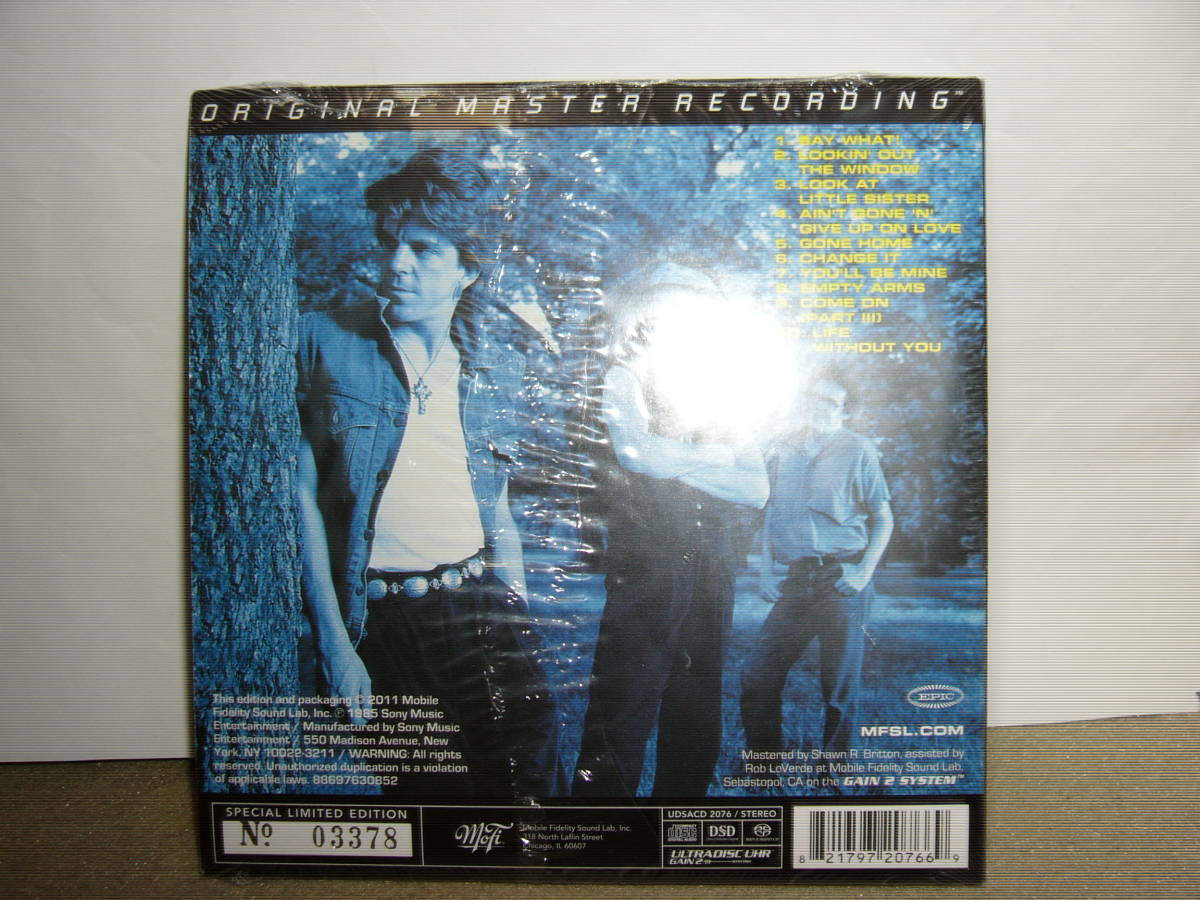 ORIGINAL MASTER RECORDING™
1. SAY WHAT!
2. LOOKIN' OUT
THE WINDOW
3. LOOK AT
LITTLE SISTER
4. AIN'T GONE 'N'
GIVE UP ON LOVE
5. GONE HOME
6. CHANGE IT
7. YOU'LL BE MINE
8. EMPTY ARMS
9. COME ON
(PART III)
10. LIFE
WITHOUT YOU
This edition and packaging © 2011 Mobile
Fidelity Sound Lab, Inc. ℗ 1985 Sony Music
Entertainment / Manufactured by Sony Music
Entertainment / 550 Madison Avenue, New
York, NY 10022-3211 / WARNING: All rights
reserved. Unauthorized duplication is a violation
of applicable laws. 88697630852
EPIC
MFSL.COM
Mastered by Shawn R. Britton, assisted by
Rob LoVerde at Mobile Fidelity Sound Lab,
Sebastopol, CA on the GAIN 2 SYSTEM™
SPECIAL LIMITED EDITION
No. 03378
MoFi
Mobile Fidelity Sound Lab, Inc.
318 North Laflin Street
Chicago, IL 60607
UDSACD 2076 / STEREO
COMPACT
disc
DIGITAL AUDIO
DSD
ULTRADISC UHR
GAIN 2
8 21797 20766 9